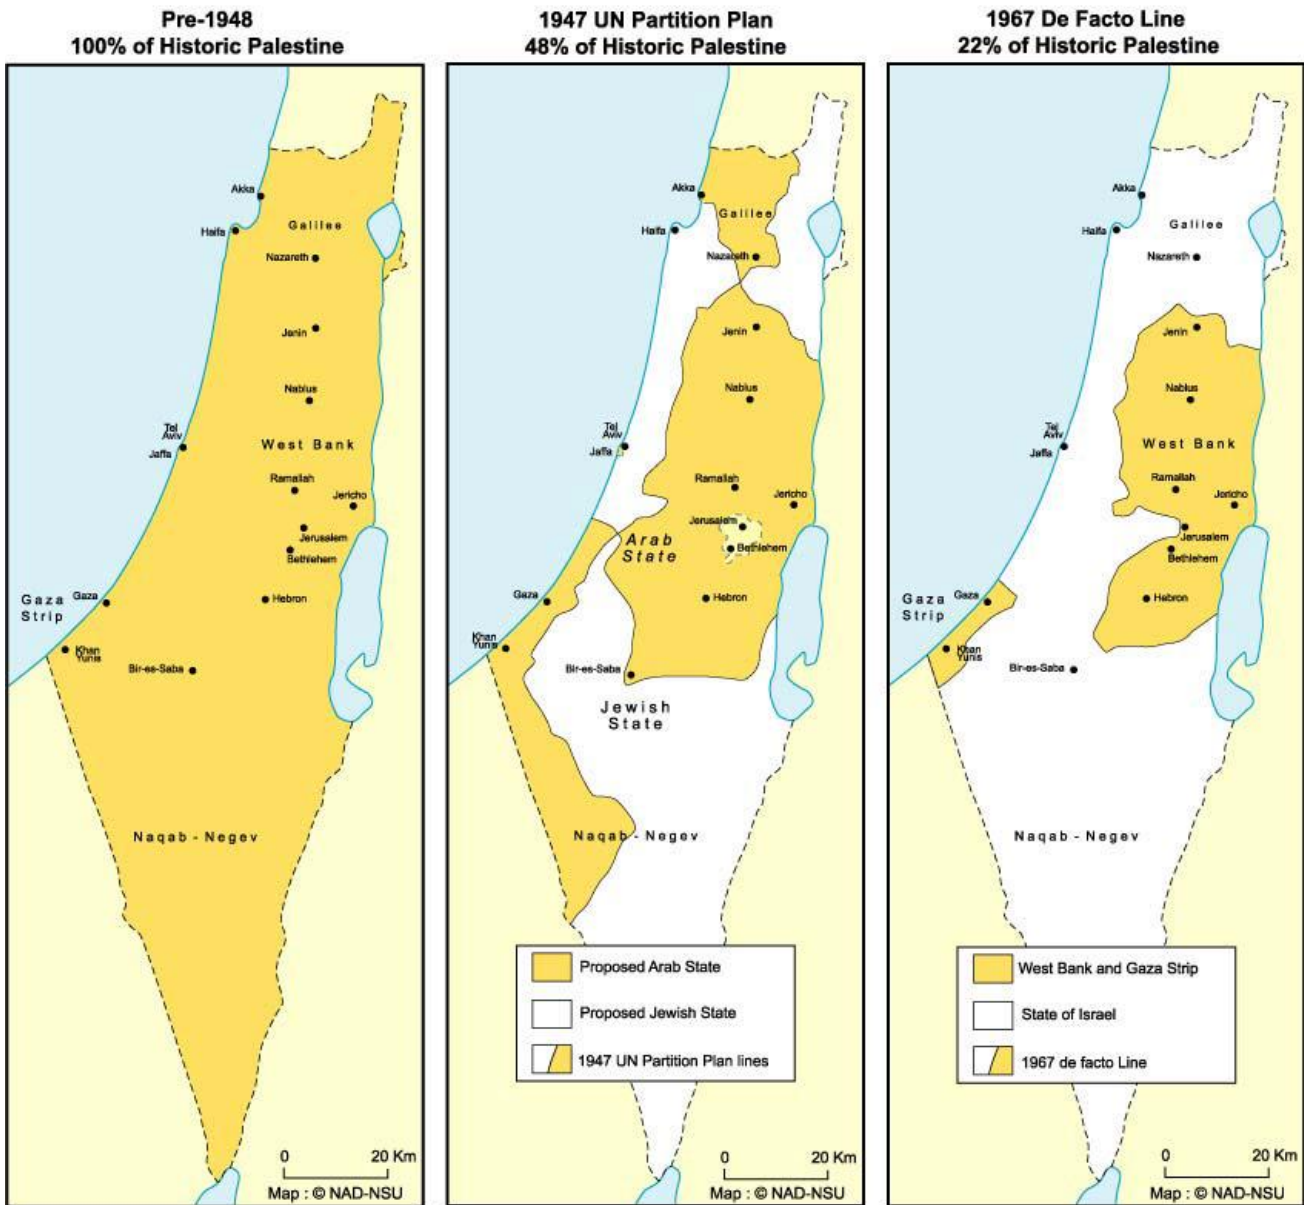 Pre-1948
100% of Historic Palestine
Akka
Haifa
Galilee
Nazareth
Jenin
Nablus
Tel
Aviv
Jaffa
West Bank
Ramallah
Jericho
Jerusalem
Bethlehem
Gaza
Strip
Gaza
Hebron
Khan
Yunis
Bir-es-Saba
Naqab - Negev
0 20 Km
Map : © NAD-NSU
1947 UN Partition Plan
48% of Historic Palestine
Akka
Galilee
Haifa
Nazareth
Jenin
Nablus
Tel
Aviv
Jaffa
Ramallah
Jericho
Jerusalem
Arab
State
Bethlehem
Gaza
Hebron
Khan
Yunis
Bir-es-Saba
Jewish
State
Naqab - Negev
Proposed Arab State
Proposed Jewish State
1947 UN Partition Plan lines
0 20 Km
Map : © NAD-NSU
1967 De Facto Line
22% of Historic Palestine
Akka
Haifa
Galilee
Nazareth
Jenin
Nablus
Tel
Aviv
Jaffa
West Bank
Ramallah
Jericho
Jerusalem
Bethlehem
Gaza
Strip
Gaza
Hebron
Khan
Yunis
Bir-es-Saba
Naqab - Negev
West Bank and Gaza Strip
State of Israel
1967 de facto Line
0 20 Km
Map : © NAD-NSU